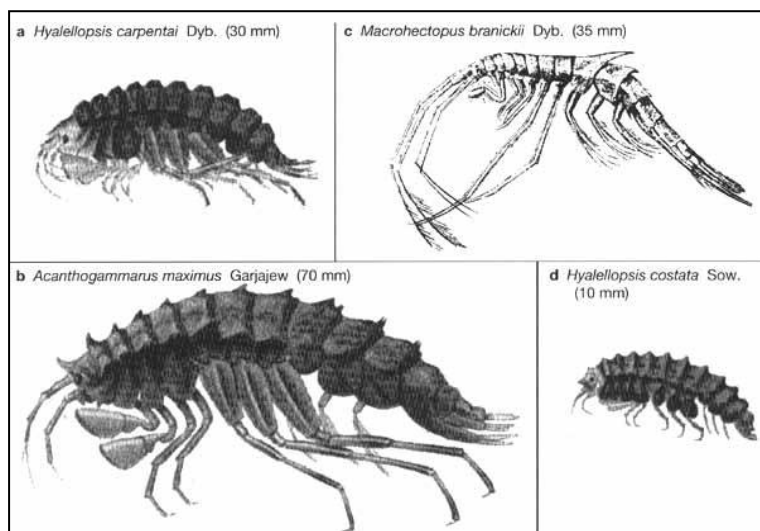 a Hyalellopsis carpentai Dyb. (30 mm)
c Macrohectopus branickii Dyb. (35 mm)
b Acanthogammarus maximus Garjajew (70 mm)
d Hyalellopsis costata Sow.
(10 mm)